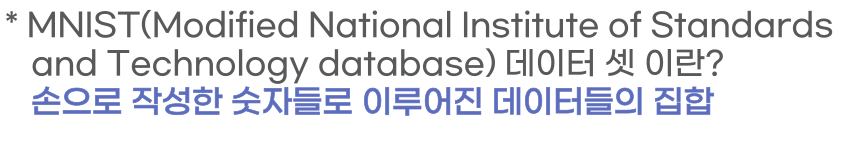 * MNIST(Modified National Institute of Standards
and Technology database) 데이터 셋 이란?
손으로 작성한 숫자들로 이루어진 데이터들의 집합